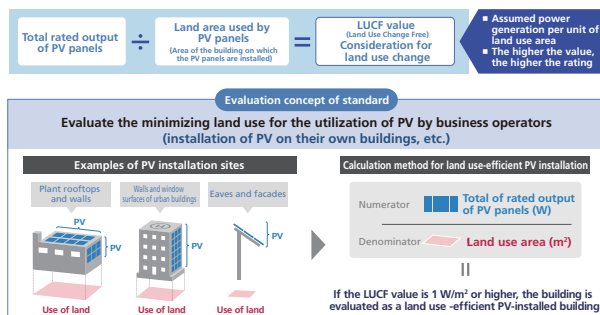 Total rated output
of PV panels
÷
Land area used by
PV panels
(Area of the building on which
the PV panels are installed)
=
LUCF value
(Land Use Change Free)
Consideration for
land use change
■ Assumed power
generation per unit of
land use area
■ The higher the value,
the higher the rating
Evaluation concept of standard
Evaluate the minimizing land use for the utilization of PV by business operators
(installation of PV on their own buildings, etc.)
Examples of PV installation sites
Plant rooftops
and walls
Walls and window
surfaces of urban buildings
Eaves and facades
PV
PV
PV
PV
Use of land
Use of land
Use of land
Calculation method for land use-efficient PV installation
Numerator
Total of rated output
of PV panels (W)
Denominator
Land use area (m²)
=
If the LUCF value is 1 W/m² or higher, the building is
evaluated as a land use -efficient PV-installed building